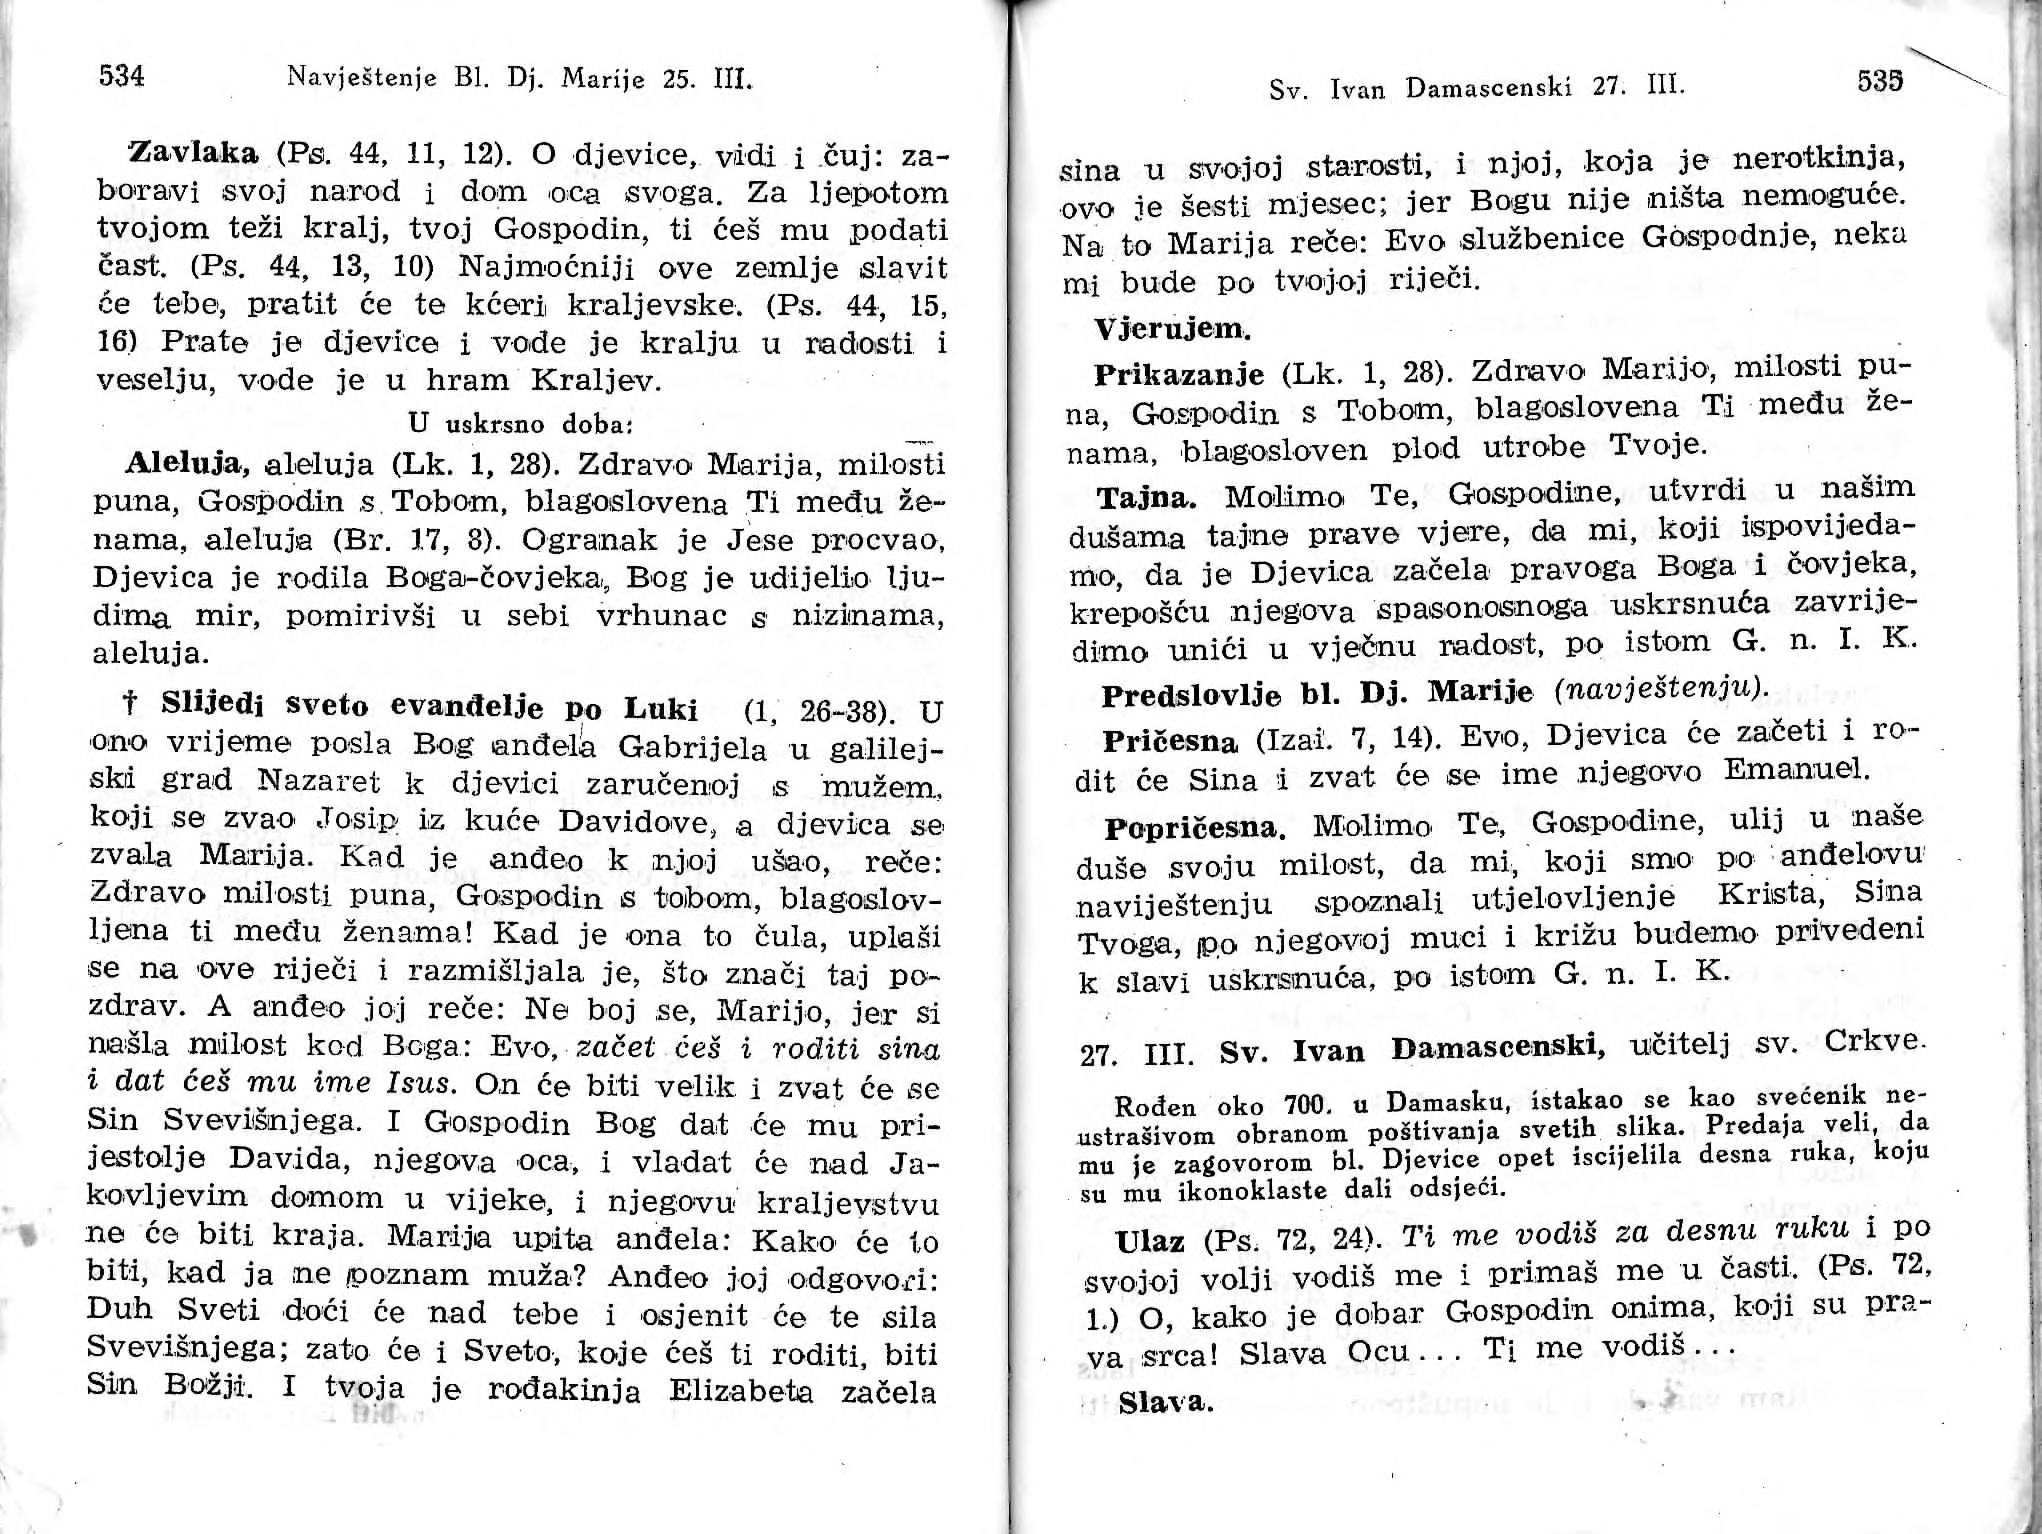 534 Navještenje Bl. Dj. Marije 25. III.
Zavlaka (Ps. 44, 11, 12). O djevice, vidi i čuj: za-
boravi svoj narod i dom oca svoga. Za ljepotom
tvojom teži kralj, tvoj Gospodin, ti ćeš mu podati
čast. (Ps. 44, 13, 10) Najmoćniji ove zemlje slavit
će tebe, pratit će te kćeri kraljevske. (Ps. 44, 15,
16) Prate je djevice i vode je kralju u radosti i
veselju, vode je u hram Kraljev.
U uskrsno doba:
Aleluja, aleluja (Lk. 1, 28). Zdravo Marija, milosti
puna, Gospodin s Tobom, blagoslovena Ti među že-
nama, aleluja (Br. 17, 8). Ogranak je Jese procvao,
Djevica je rodila Boga-čovjeka, Bog je udijelio lju-
dima mir, pomirivši u sebi vrhunac s nizinama,
aleluja.
† Slijedi sveto evanđelje po Luki (1, 26-38). U
ono vrijeme posla Bog anđela Gabrijela u galilej-
ski grad Nazaret k djevici zaručenoj s mužem,
koji se zvao Josip iz kuće Davidove, a djevica se
zvala Marija. Kad je anđeo k njoj ušao, reče:
Zdravo milosti puna, Gospodin s tobom, blagoslov-
ljena ti među ženama! Kad je ona to čula, uplaši
se na ove riječi i razmišljala je, što znači taj po-
zdrav. A anđeo joj reče: Ne boj se, Marijo, jer si
našla milost kod Boga: Evo, začet ćeš i roditi sina
i dat ćeš mu ime Isus. On će biti velik i zvat će se
Sin Svevišnjega. I Gospodin Bog dat će mu pri-
jestolje Davida, njegova oca, i vladat će nad Ja-
kovljevim domom u vijeke, i njegovu kraljevstvu
ne će biti kraja. Marija upita anđela: Kako će to
biti, kad ja ne poznam muža? Anđeo joj odgovori:
Duh Sveti doći će nad tebe i osjenit će te sila
Svevišnjega; zato će i Sveto, koje ćeš ti roditi, biti
Sin Božji. I tvoja je rođakinja Elizabeta začela
Sv. Ivan Damascenski 27. III. 535
sina u svojoj starosti, i njoj, koja je nerotkinja,
ovo je šesti mjesec; jer Bogu nije ništa nemoguće.
Na to Marija reče: Evo službenice Gospodnje, neka
mi bude po tvojoj riječi.
Vjerujem.
Prikazanje (Lk. 1, 28). Zdravo Marijo, milosti pu-
na, Gospodin s Tobom, blagoslovena Ti među že-
nama, blagosloven plod utrobe Tvoje.
Tajna. Molimo Te, Gospodine, utvrdi u našim
dušama tajne prave vjere, da mi, koji ispovijeda-
mo, da je Djevica začela pravoga Boga i čovjeka,
krepošću njegova spasonosnoga uskrsnuća zavrije-
dimo unići u vječnu radost, po istom G. n. I. K.
Predslovlje bl. Dj. Marije (navještenju).
Pričesna (Izai. 7, 14). Evo, Djevica će začeti i ro-
dit će Sina i zvat će se ime njegovo Emanuel.
Popričesna. Molimo Te, Gospodine, ulij u naše
duše svoju milost, da mi, koji smo po anđelovu
naviještenju spoznali utjelovljenje Krista, Sina
Tvoga, po njegovoj muci i križu budemo privedeni
k slavi uskrsnuća, po istom G. n. I. K.
27. III. Sv. Ivan Damascenski, učitelj sv. Crkve.
Rođen oko 700. u Damasku, istakao se kao svećenik ne-
ustrašivom obranom poštivanja svetih slika. Predaja veli, da
mu je zagovorom bl. Djevice opet iscijelila desna ruka, koju
su mu ikonoklaste dali odsjeći.
Ulaz (Ps. 72, 24). Ti me vodiš za desnu ruku i po
svojoj volji vodiš me i primaš me u časti. (Ps. 72,
1.) O, kako je dobar Gospodin onima, koji su pra-
va srca! Slava Ocu... Ti me vodiš...
Slava.